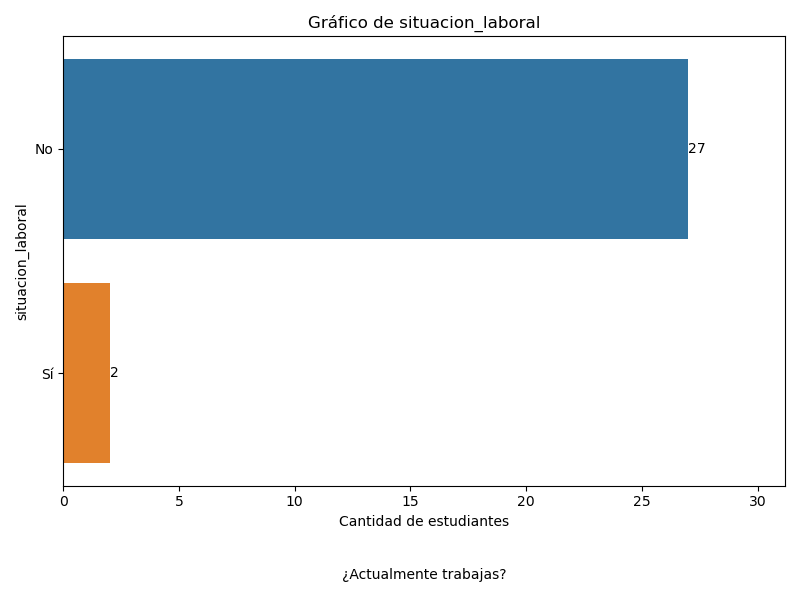 Gráfico de situacion_laboral
situacion_laboral
No
27
Sí
2
0 5 10 15 20 25 30
Cantidad de estudiantes
¿Actualmente trabajas?